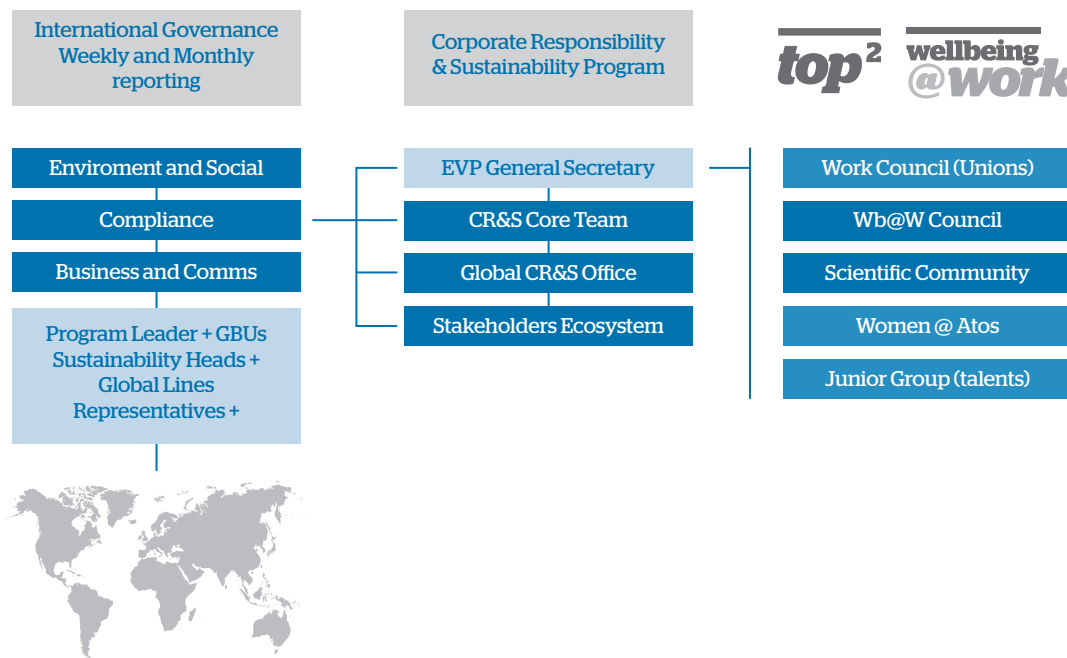 International Governance
Weekly and Monthly
reporting
Enviroment and Social
Compliance
Business and Comms
Program Leader + GBUs
Sustainability Heads +
Global Lines
Representatives +
Corporate Responsibility
& Sustainability Program
EVP General Secretary
CR&S Core Team
Global CR&S Office
Stakeholders Ecosystem
top²
wellbeing
@work
Work Council (Unions)
Wb@W Council
Scientific Community
Women @ Atos
Junior Group (talents)